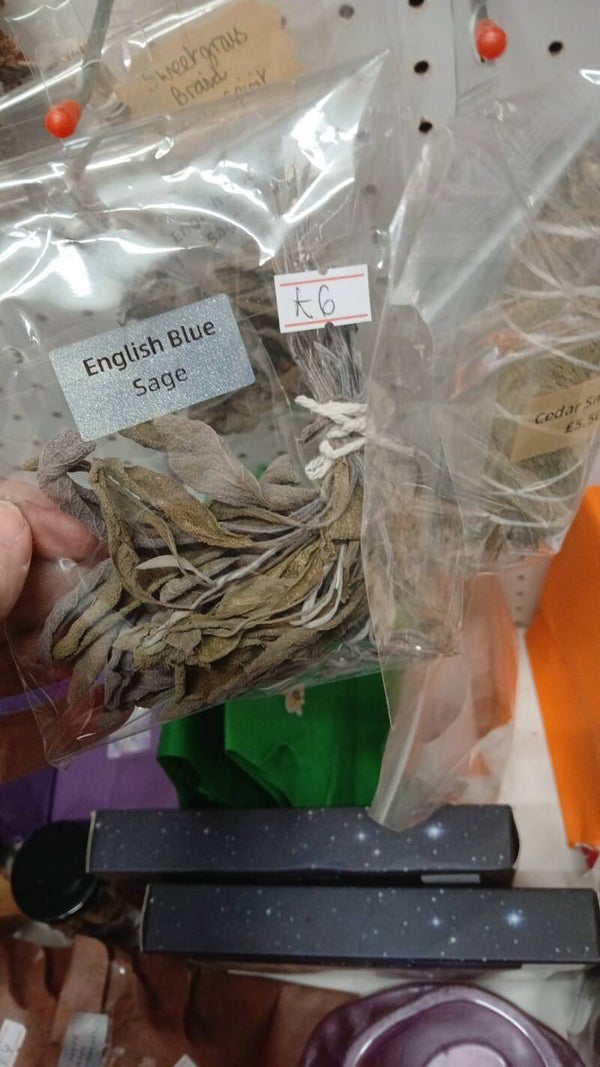 Sweetgrass
Braid
£6
English Blue
Sage
Cedar
£5.50